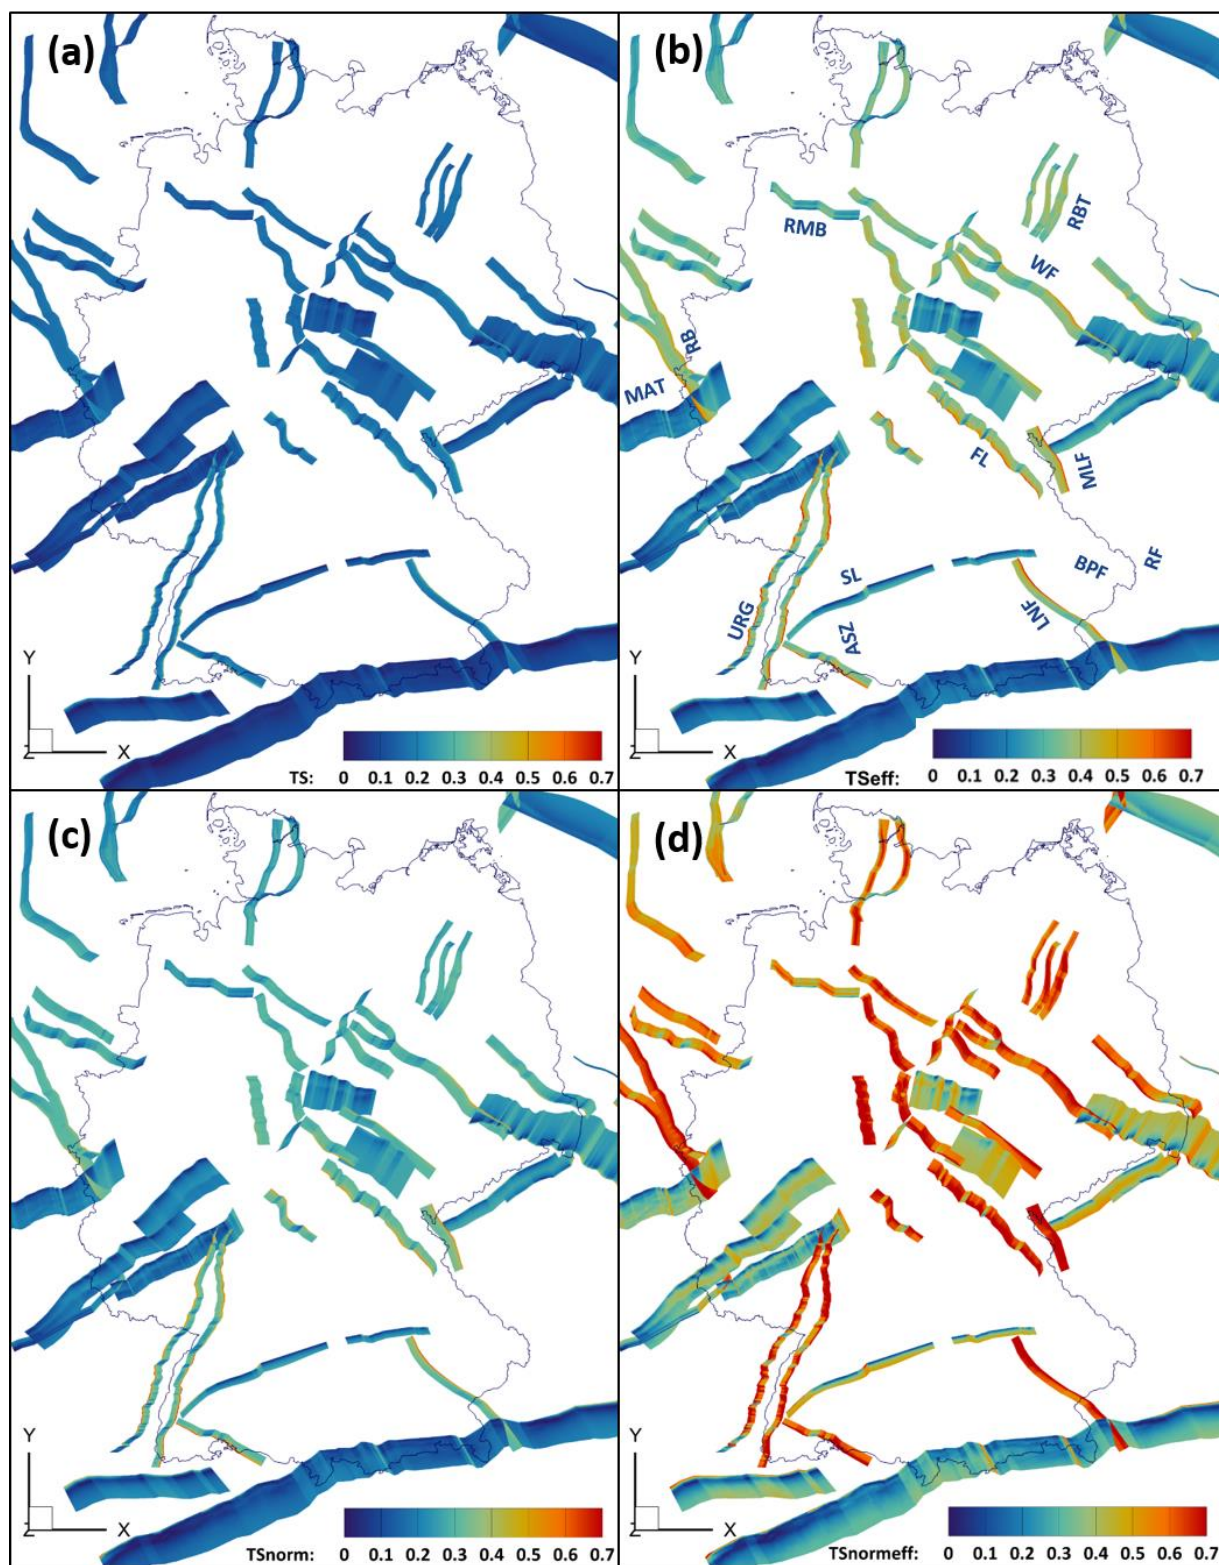 (a)
Y
Z
X
TS: 0 0.1 0.2 0.3 0.4 0.5 0.6 0.7
(b)
RMB
RBT
WF
RB
MAT
FL
MLF
RF
BPF
SL
LNF
URG
ASZ
Y
Z
X
TSeff: 0 0.1 0.2 0.3 0.4 0.5 0.6 0.7
(c)
Y
Z
X
TSnorm: 0 0.1 0.2 0.3 0.4 0.5 0.6 0.7
(d)
Y
Z
X
TSnormeff: 0 0.1 0.2 0.3 0.4 0.5 0.6 0.7